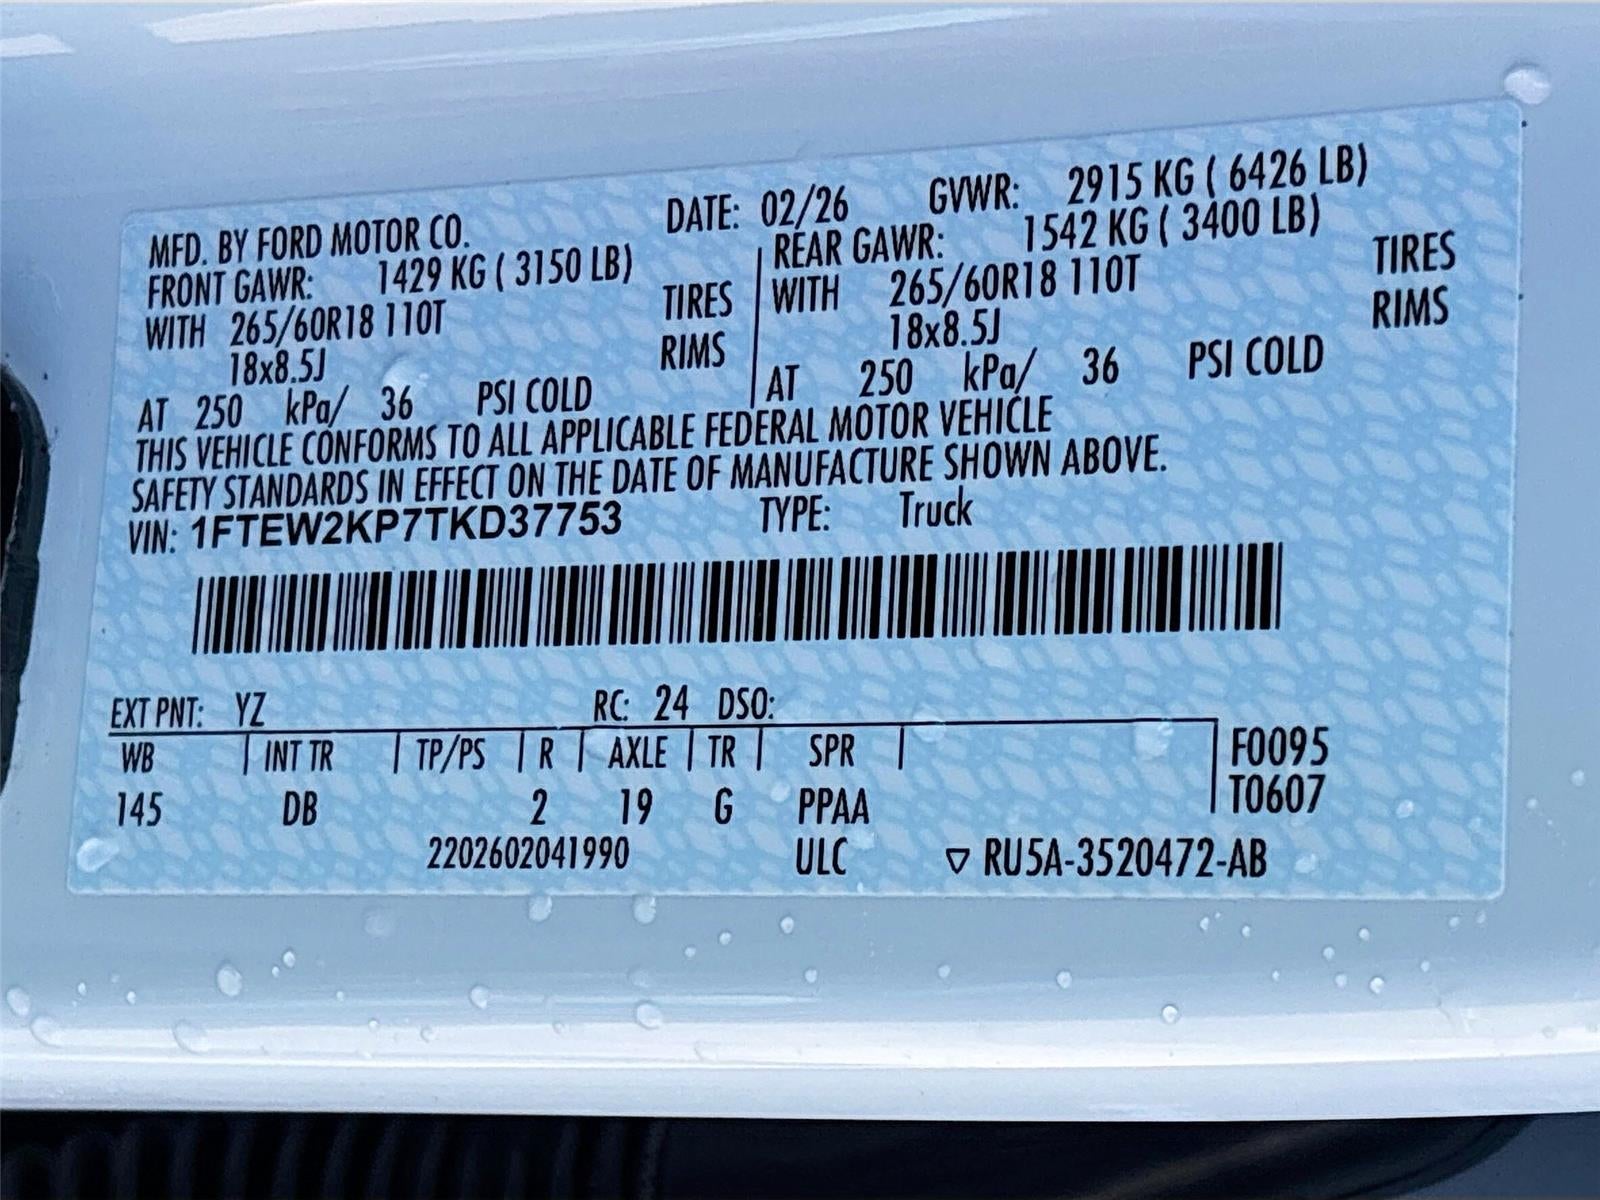 MFD. BY FORD MOTOR CO. DATE: 02/26 GVWR: 2915 KG ( 6426 LB)
FRONT GAWR: 1429 KG ( 3150 LB) REAR GAWR: 1542 KG ( 3400 LB)
WITH 265/60R18 110T TIRES WITH 265/60R18 110T TIRES
18x8.5J RIMS 18x8.5J RIMS
AT 250 kPa/ 36 PSI COLD AT 250 kPa/ 36 PSI COLD
THIS VEHICLE CONFORMS TO ALL APPLICABLE FEDERAL MOTOR VEHICLE
SAFETY STANDARDS IN EFFECT ON THE DATE OF MANUFACTURE SHOWN ABOVE.
VIN: 1FTEW2KP7TKD37753 TYPE: Truck
EXT PNT: YZ RC: 24 DSO:
WB INT TR TP/PS R AXLE TR SPR F0095
145 DB 2 19 G PPAA T0607
2202602041990 ULC ▽ RU5A-3520472-AB